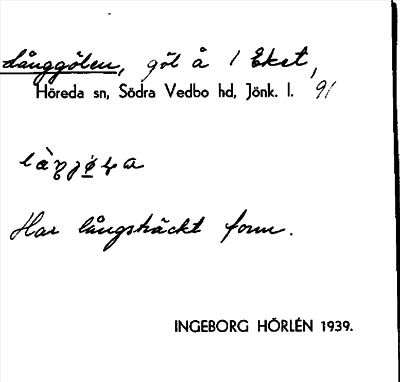 Långgölen, göl å 1 Eket,
Höreda sn, Södra Vedbo hd, Jönk. l. 91
Har långsträckt form.
INGEBORG HÖRLÉN 1939.